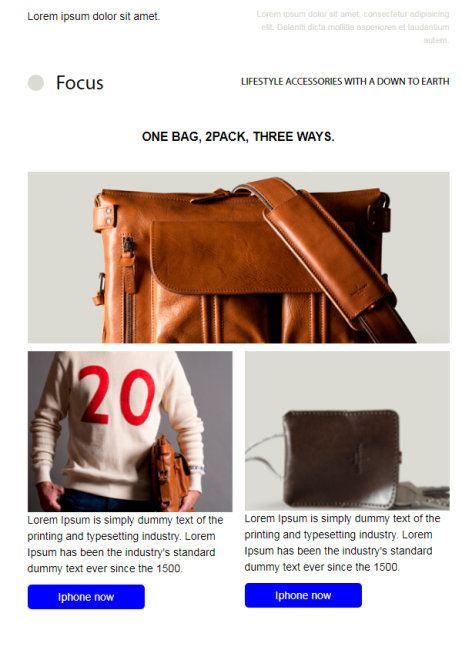 Lorem ipsum dolor sit amet.
Lorem ipsum dolor sit amet, consectetur adipisicing
elit. Deleniti dicta mollitia asperiores et laudantium
autem.
Focus
LIFESTYLE ACCESSORIES WITH A DOWN TO EARTH
ONE BAG, 2PACK, THREE WAYS.
20
Lorem Ipsum is simply dummy text of the
printing and typesetting industry. Lorem
Ipsum has been the industry's standard
dummy text ever since the 1500.
Iphone now
Lorem Ipsum is simply dummy text of the
printing and typesetting industry. Lorem
Ipsum has been the industry's standard
dummy text ever since the 1500.
Iphone now